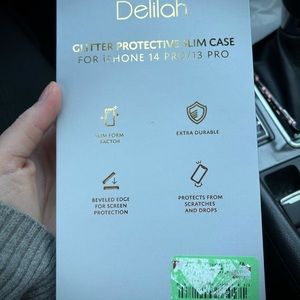 Delilah
GLITTER PROTECTIVE SLIM CASE
FOR IPHONE 14 PRO/13 PRO
SLIM FORM
FACTOR
EXTRA DURABLE
BEVELED EDGE
FOR SCREEN
PROTECTION
PROTECTS FROM
SCRATCHES
AND DROPS